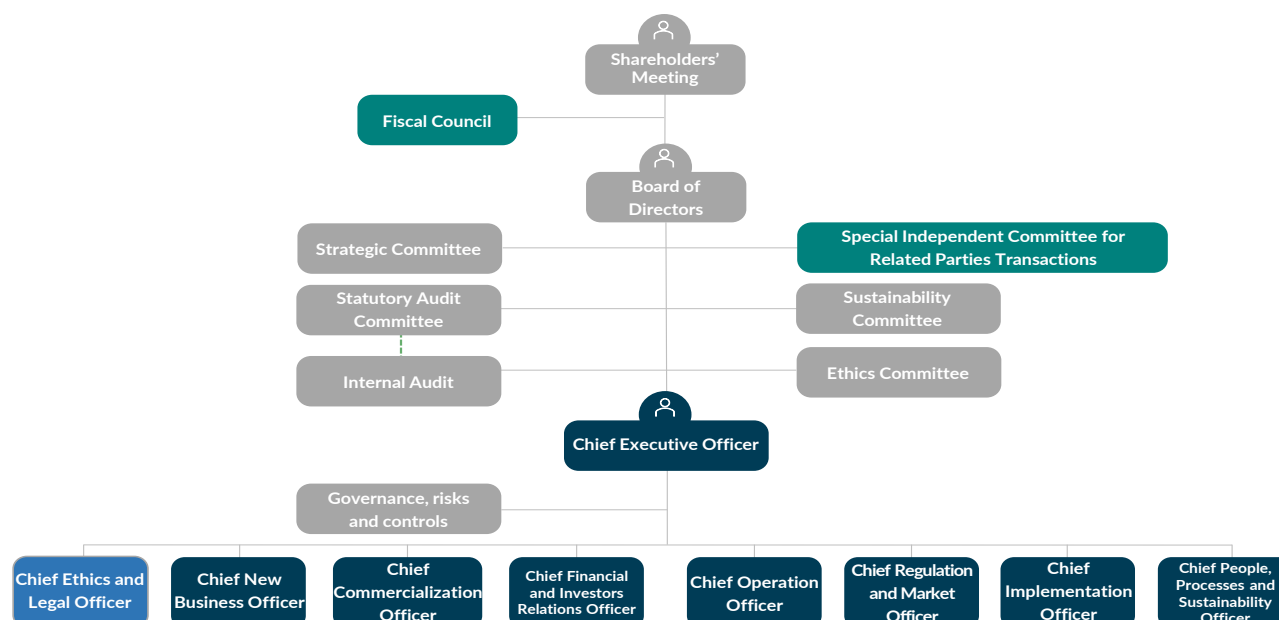 Shareholders’
Meeting
Fiscal Council
Board of
Directors
Strategic Committee
Special Independent Committee for
Related Parties Transactions
Statutory Audit
Committee
Sustainability
Committee
Internal Audit
Ethics Committee
Chief Executive Officer
Governance, risks
and controls
Chief Ethics and
Legal Officer
Chief New
Business Officer
Chief
Commercialization
Officer
Chief Financial
and Investors
Relations Officer
Chief Operation
Officer
Chief Regulation
and Market
Officer
Chief
Implementation
Officer
Chief People,
Processes and
Sustainability
Officer